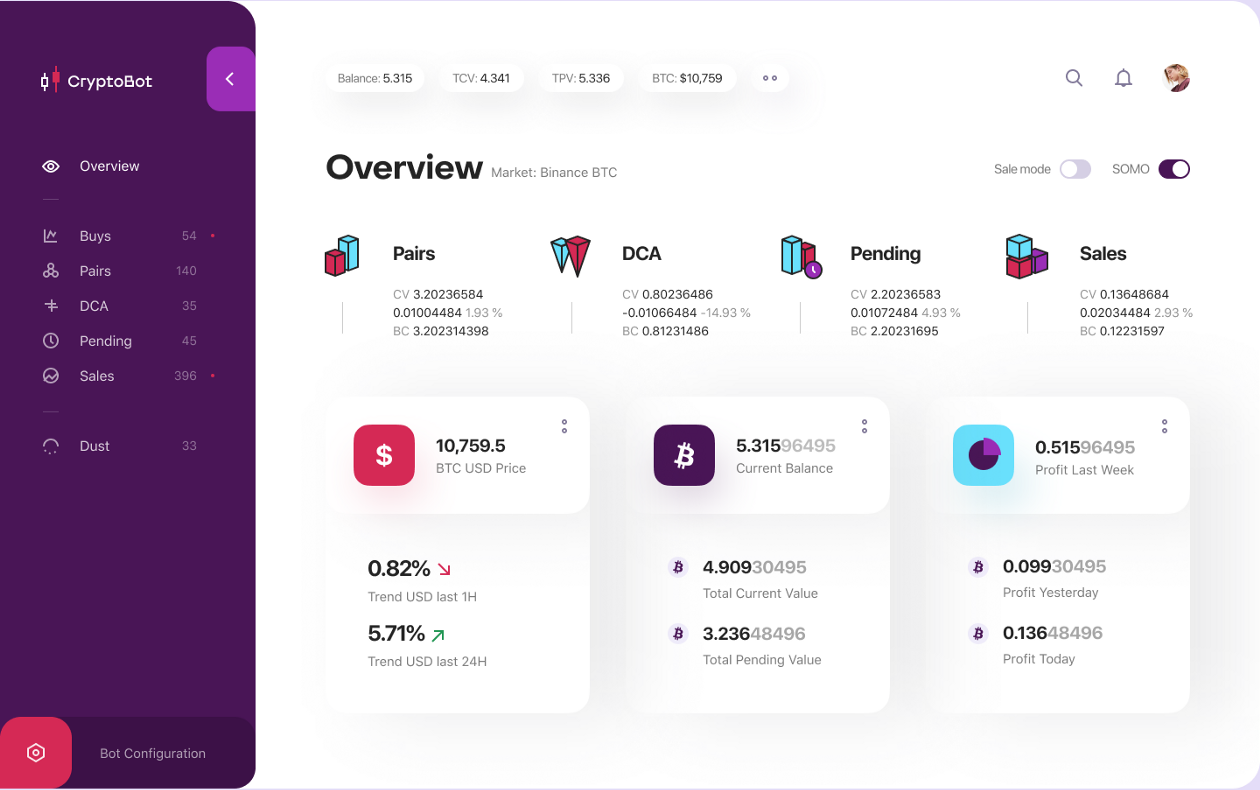 CryptoBot
Overview
Buys 54
Pairs 140
DCA 35
Pending 45
Sales 396
Dust 33
Bot Configuration
Balance: 5.315 TCV: 4.341 TPV: 5.336 BTC: $10,759
Overview Market: Binance BTC Sale mode SOMO
Pairs
CV 3.20236584
0.01004484 1.93 %
BC 3.202314398
DCA
CV 0.80236486
-0.01066484 -14.93 %
BC 0.81231486
Pending
CV 2.20236583
0.01072484 4.93 %
BC 2.20231695
Sales
CV 0.13648684
0.02034484 2.93 %
BC 0.12231597
$
10,759.5
BTC USD Price
0.82%
Trend USD last 1H
5.71%
Trend USD last 24H
5.31596495
Current Balance
4.90930495
Total Current Value
3.23648496
Total Pending Value
0.51596495
Profit Last Week
0.09930495
Profit Yesterday
0.13648496
Profit Today